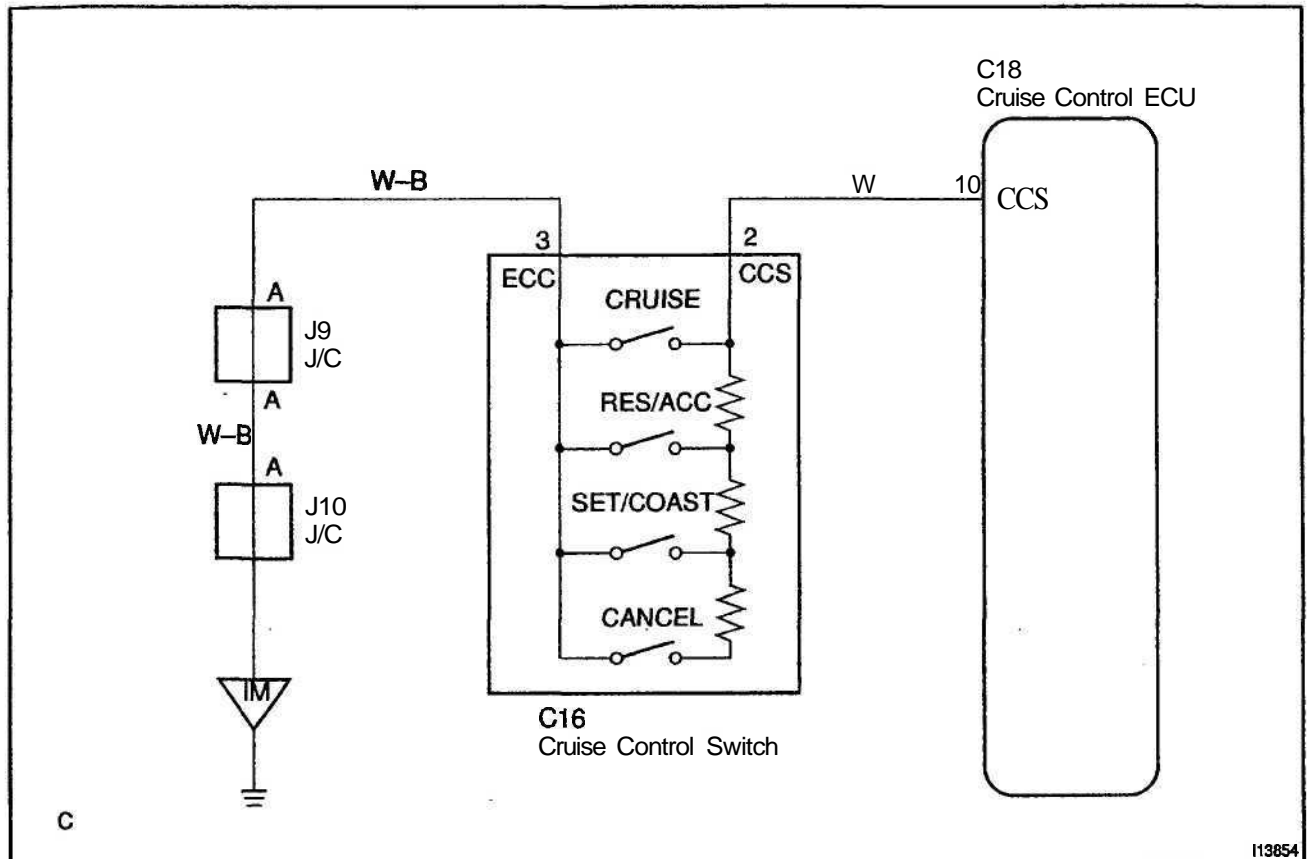 C18
Cruise Control ECU
W–B
W
10
CCS
3
2
ECC
CCS
CRUISE
A
J9
J/C
A
RES/ACC
W–B
A
J10
J/C
SET/COAST
CANCEL
IM
C16
Cruise Control Switch
C
I13854